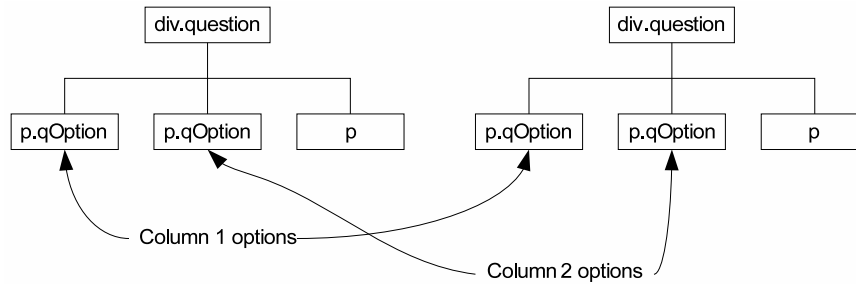 div.question div.question
p.qOption p.qOption p p.qOption p.qOption p
Column 1 options
Column 2 options